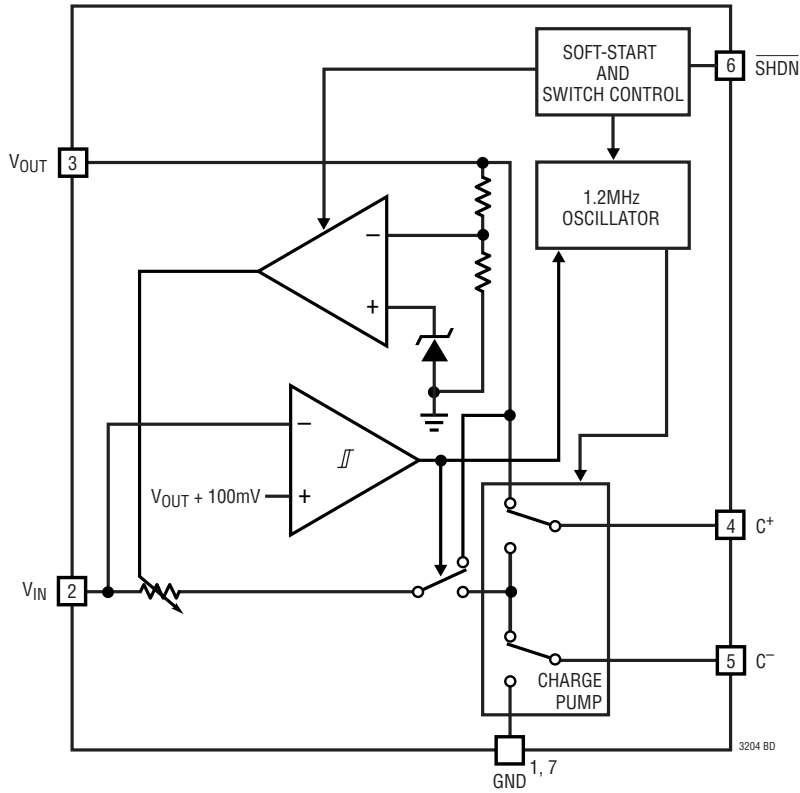 SOFT-START
AND
SWITCH CONTROL
6
SHDN
VOUT
3
1.2MHz
OSCILLATOR
−
+
−
VOUT + 100mV
+
4
C+
VIN
2
5
C−
CHARGE
PUMP
3204 BD
1, 7
GND